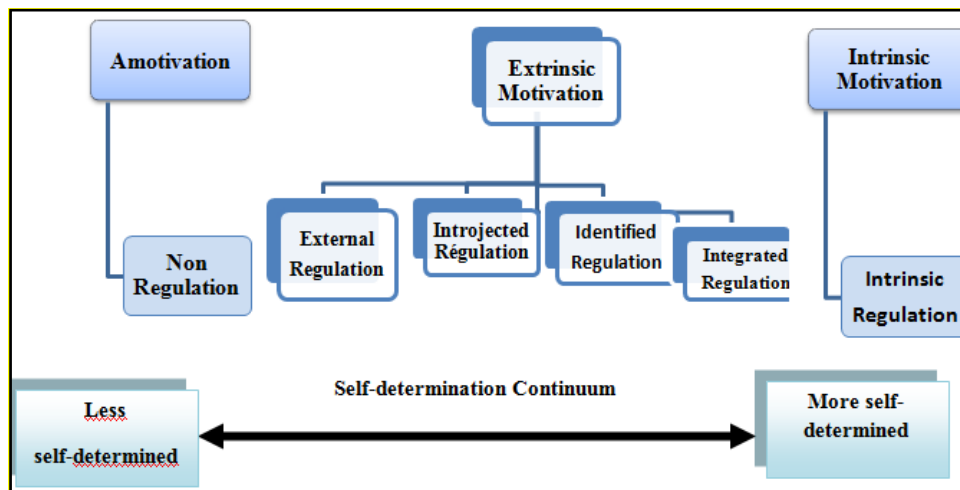 Amotivation
Extrinsic
Motivation
Intrinsic
Motivation
Non
Regulation
External
Regulation
Introjected
Régulation
Identified
Regulation
Integrated
Regulation
Intrinsic
Regulation
Self-determination Continuum
Less
self-determined
More self-
determined